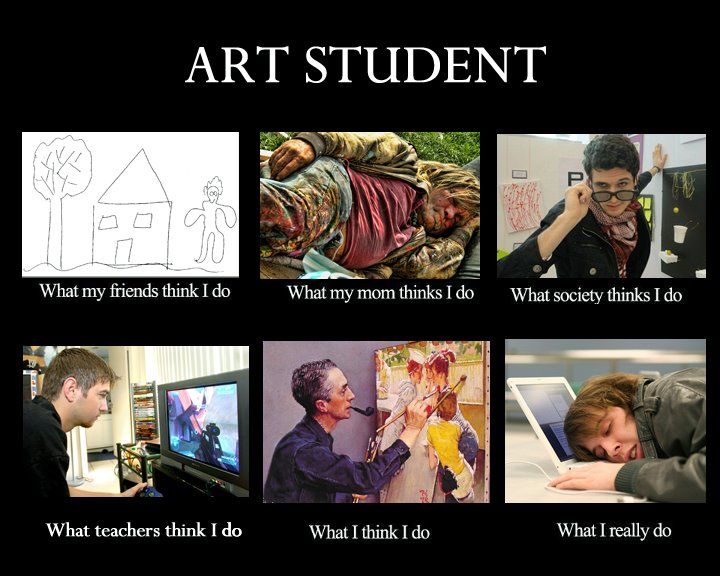 ART STUDENT
What my friends think I do
What my mom thinks I do
What society thinks I do
What teachers think I do
What I think I do
What I really do